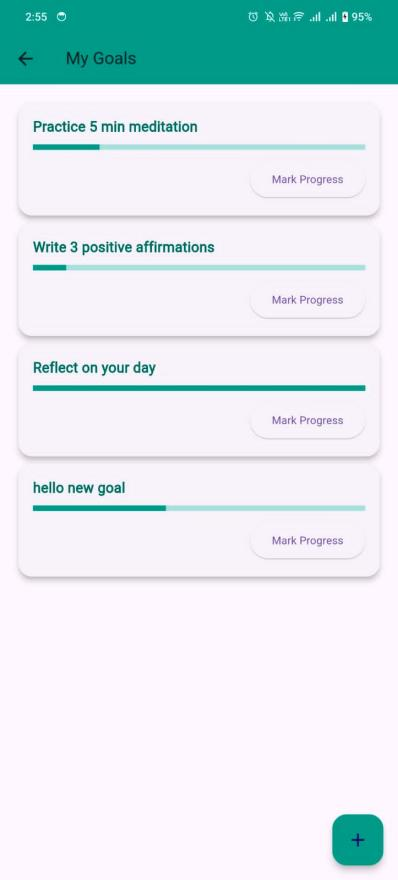 2:55 95%
My Goals
Practice 5 min meditation
Mark Progress
Write 3 positive affirmations
Mark Progress
Reflect on your day
Mark Progress
hello new goal
Mark Progress
+